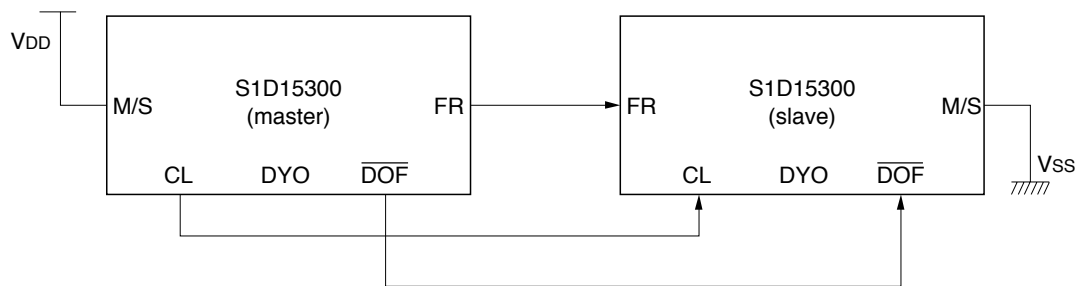 VDD
M/S
S1D15300
(master)
FR
CL
DYO
DOF
FR
S1D15300
(slave)
M/S
CL
DYO
DOF
VSS